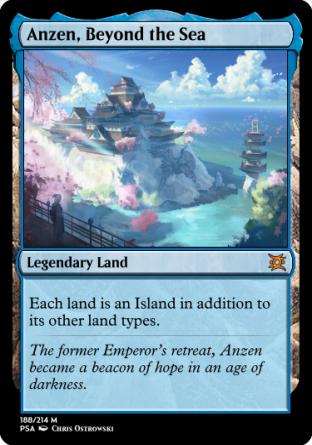 Anzen, Beyond the Sea
Legendary Land
Each land is an Island in addition to
its other land types.
The former Emperor's retreat, Anzen
became a beacon of hope in an age of
darkness.
188/214 M
PSA Chris Ostrowski